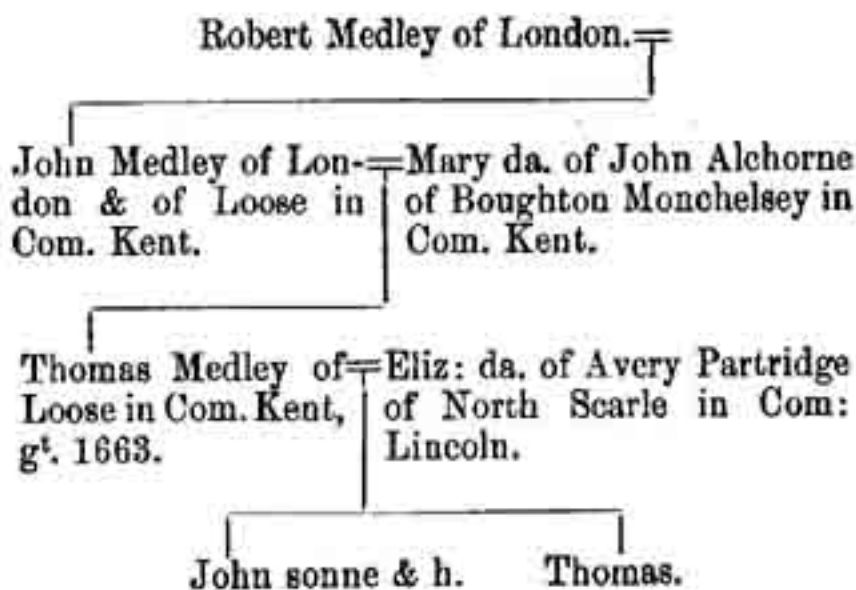 Robert Medley of London.=
John Medley of Lon-=Mary da. of John Alchorne
don & of Loose in of Boughton Monchelsey in
Com. Kent. Com. Kent.
Thomas Medley of=Eliz: da. of Avery Partridge
Loose in Com. Kent, of North Scarle in Com:
gᵗ. 1663. Lincoln.
John sonne & h. Thomas.